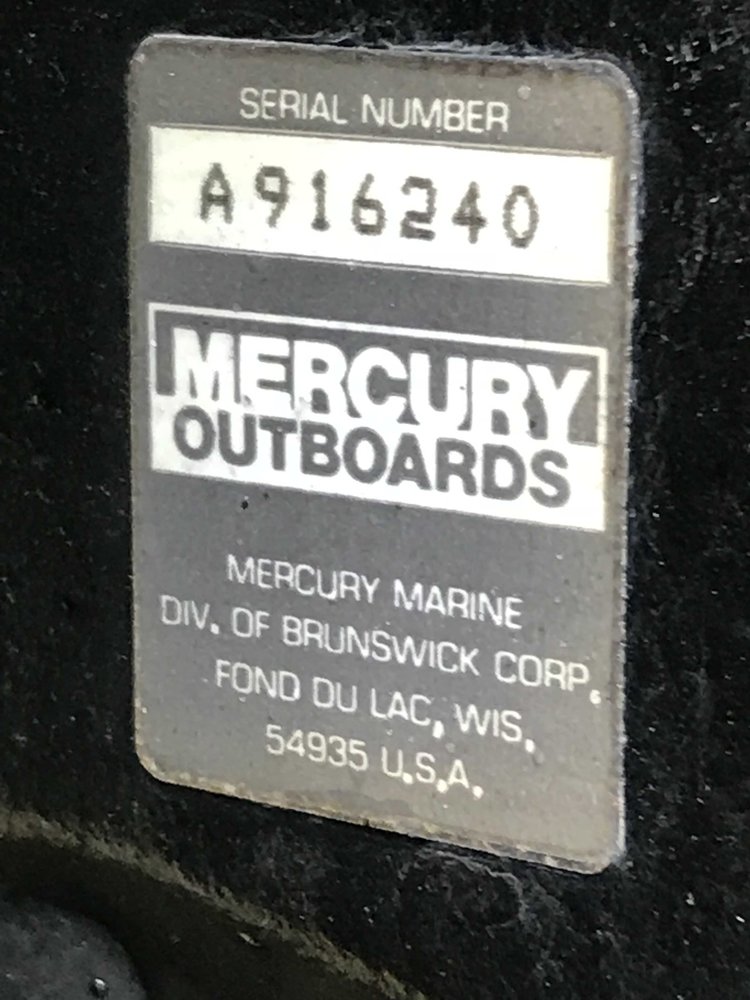 SERIAL NUMBER
A916240
MERCURY
OUTBOARDS
MERCURY MARINE
DIV. OF BRUNSWICK CORP.
FOND DU LAC, WIS.
54935 U.S.A.